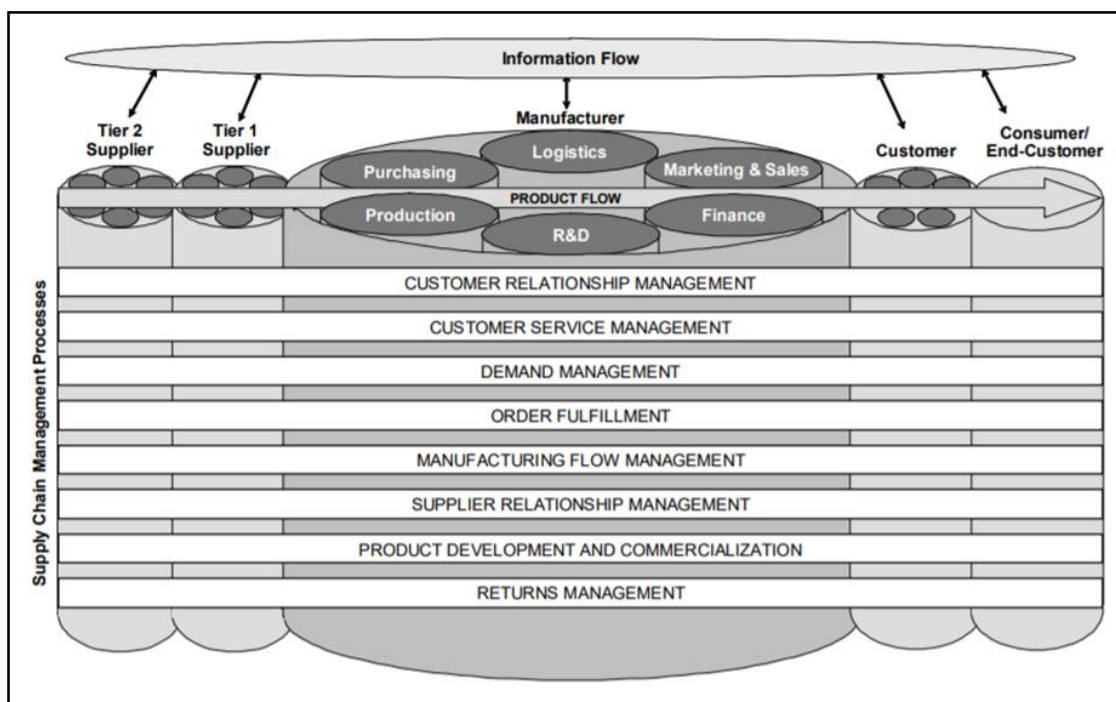 Information Flow
Tier 2
Supplier
Tier 1
Supplier
Manufacturer
Customer
Consumer/
End-Customer
Purchasing
Logistics
Marketing & Sales
PRODUCT FLOW
Production
R&D
Finance
Supply Chain Management Processes
CUSTOMER RELATIONSHIP MANAGEMENT
CUSTOMER SERVICE MANAGEMENT
DEMAND MANAGEMENT
ORDER FULFILLMENT
MANUFACTURING FLOW MANAGEMENT
SUPPLIER RELATIONSHIP MANAGEMENT
PRODUCT DEVELOPMENT AND COMMERCIALIZATION
RETURNS MANAGEMENT